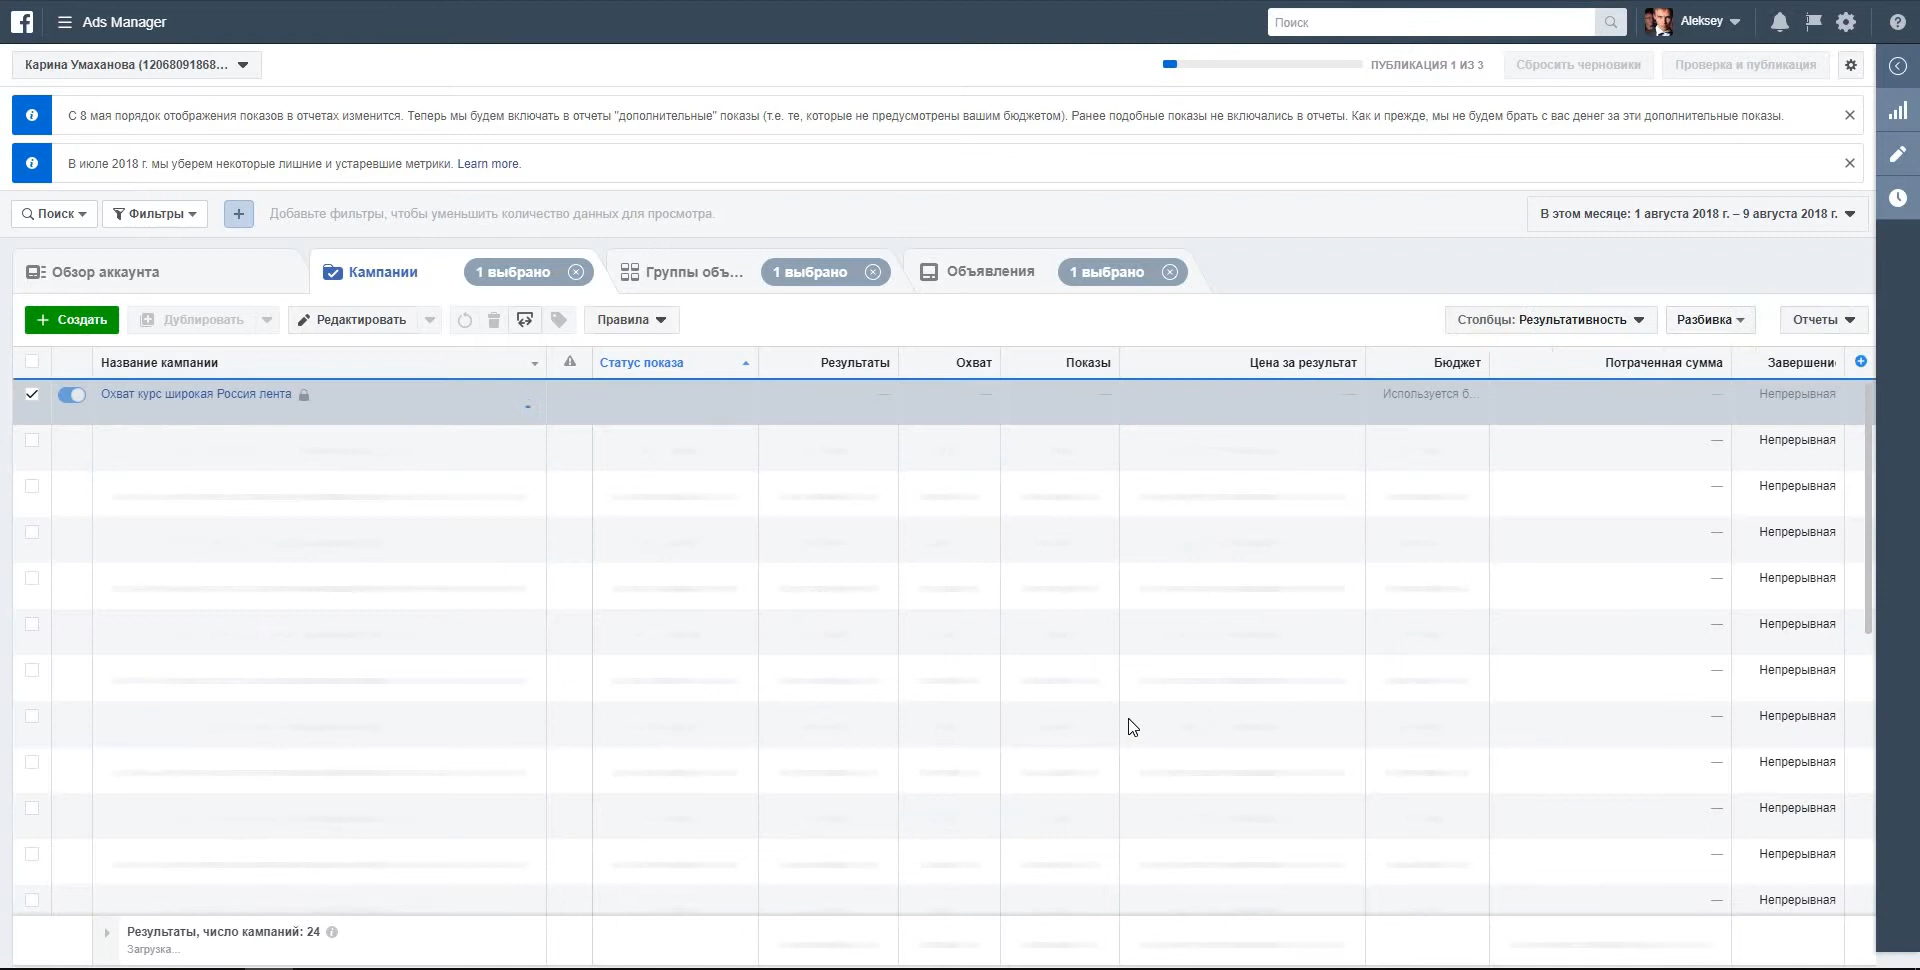 Ads Manager
Поиск
Aleksey
Карина Умаханова (12068091868...
ПУБЛИКАЦИЯ 1 ИЗ 3
Сбросить черновики
Проверка и публикация
С 8 мая порядок отображения показов в отчетах изменится. Теперь мы будем включать в отчеты "дополнительные" показы (т.е. те, которые не предусмотрены вашим бюджетом). Ранее подобные показы не включались в отчеты. Как и прежде, мы не будем брать с вас денег за эти дополнительные показы.
В июле 2018 г. мы уберем некоторые лишние и устаревшие метрики. Learn more.
Поиск
Фильтры
Добавьте фильтры, чтобы уменьшить количество данных для просмотра.
В этом месяце: 1 августа 2018 г. – 9 августа 2018 г.
Обзор аккаунта
Кампании
1 выбрано
Группы объ...
1 выбрано
Объявления
1 выбрано
Создать
Дублировать
Редактировать
Правила
Столбцы: Результативность
Разбивка
Отчеты
Название кампании
Статус показа
Результаты
Охват
Показы
Цена за результат
Бюджет
Потраченная сумма
Завершени
Охват курс широкая Россия лента
—
—
—
—
Используется б...
—
Непрерывная
—
Непрерывная
—
Непрерывная
—
Непрерывная
—
Непрерывная
—
Непрерывная
—
Непрерывная
—
Непрерывная
—
Непрерывная
—
Непрерывная
—
Непрерывная
—
Непрерывная
Результаты, число кампаний: 24
Загрузка...